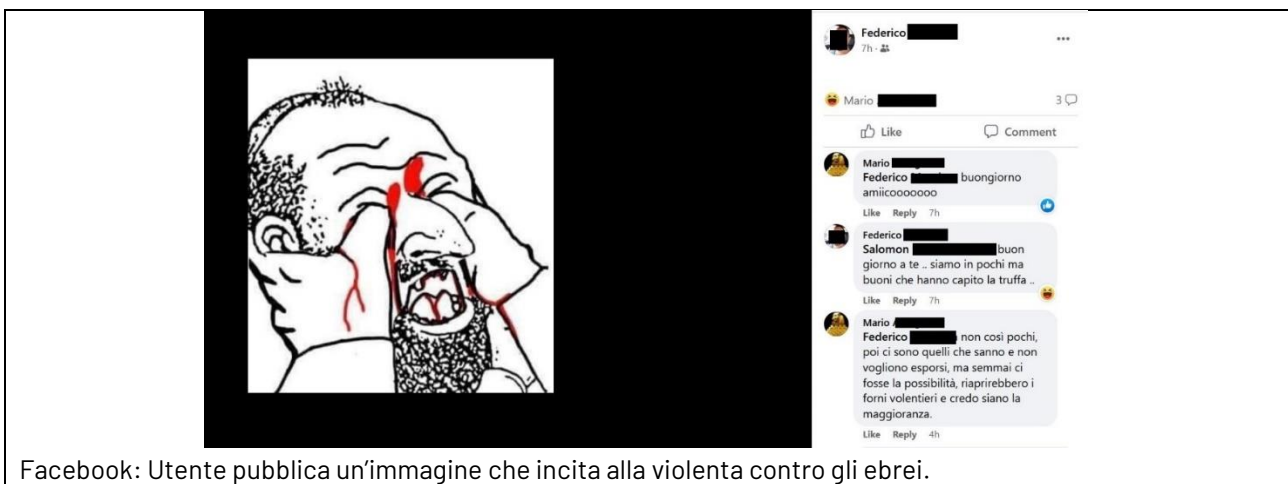 Federico
7h ·
Mario
3
Like Comment
Mario
Federico buongiorno
amiicooooooo
Like Reply 7h
Federico
Salomon buon
giorno a te .. siamo in pochi ma
buoni che hanno capito la truffa ..
Like Reply 7h
Mario
Federico non così pochi,
poi ci sono quelli che sanno e non
vogliono esporsi, ma semmai ci
fosse la possibilità, riaprirebbero i
forni volentieri e credo siano la
maggioranza.
Like Reply 4h
Facebook: Utente pubblica un’immagine che incita alla violenta contro gli ebrei.